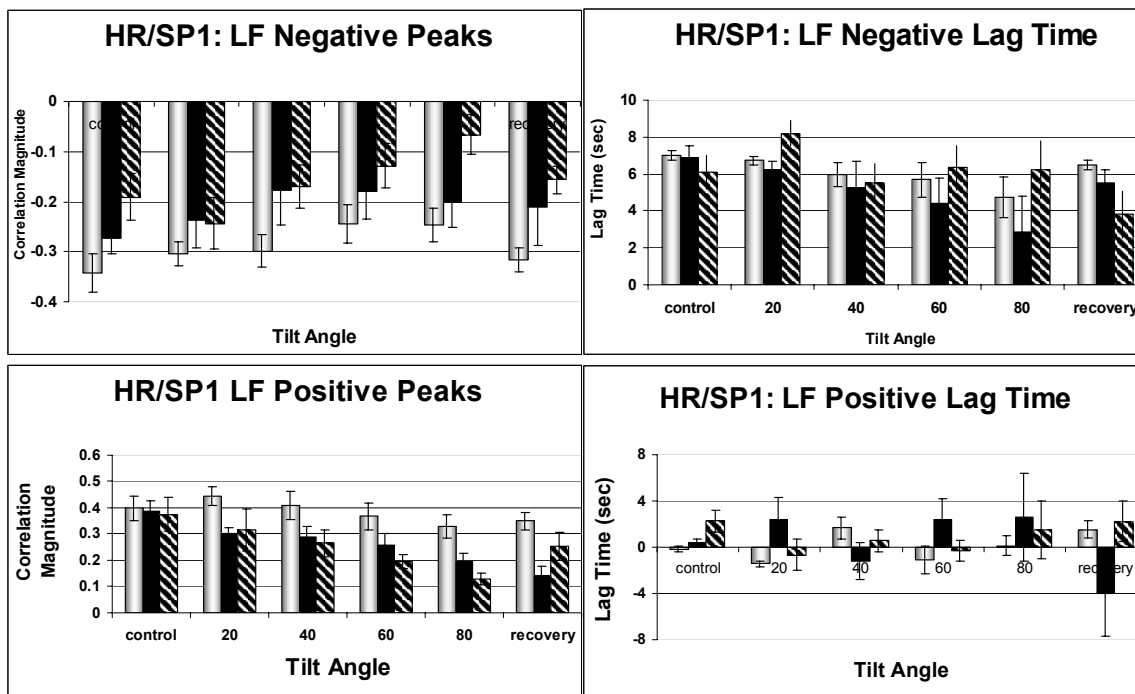 HR/SP1: LF Negative Peaks
Correlation Magnitude
0
-0.1
-0.2
-0.3
-0.4
control
recovery
Tilt Angle
HR/SP1: LF Negative Lag Time
Lag Time (sec)
10
8
6
4
2
0
control 20 40 60 80 recovery
Tilt Angle
HR/SP1 LF Positive Peaks
Correlation
Magnitude
0.6
0.5
0.4
0.3
0.2
0.1
0
control 20 40 60 80 recovery
Tilt Angle
HR/SP1: LF Positive Lag Time
Lag Time (sec)
8
4
0
-4
-8
control 20 40 60 80 recovery
Tilt Angle